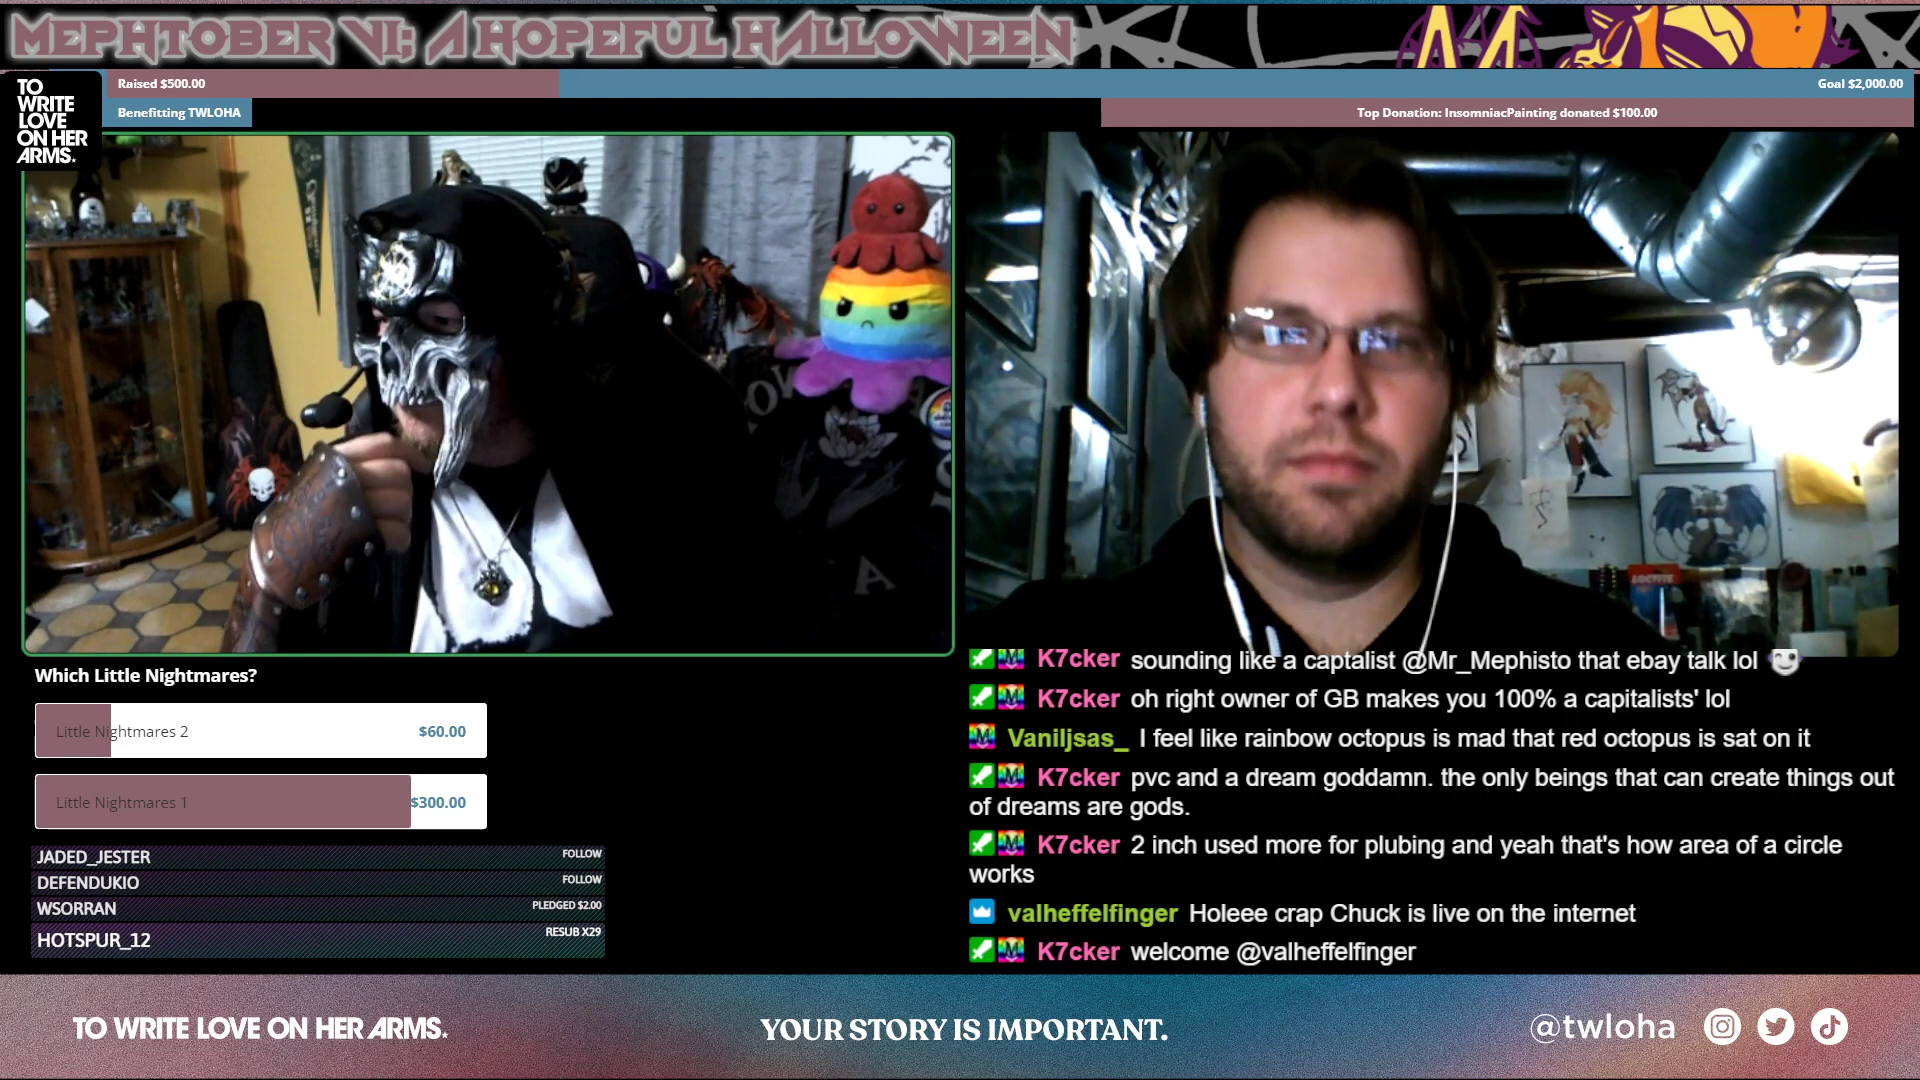 MEPHTOBER VI: A HOPEFUL HALLOWEEN
TO
WRITE
LOVE
ON HER
ARMS.
Raised $500.00
Goal $2,000.00
Benefitting TWLOHA
Top Donation: InsomniacPainting donated $100.00
LOCTITE
A
Which Little Nightmares?
Little Nightmares 2
$60.00
Little Nightmares 1
$300.00
JADED_JESTER
FOLLOW
DEFENDUKIO
FOLLOW
WSORRAN
PLEDGED $2.00
HOTSPUR_12
RESUB X29
K7cker sounding like a captalist @Mr_Mephisto that ebay talk lol
K7cker oh right owner of GB makes you 100% a capitalists' lol
Vaniljsas_ I feel like rainbow octopus is mad that red octopus is sat on it
K7cker pvc and a dream goddamn. the only beings that can create things out
of dreams are gods.
K7cker 2 inch used more for plubing and yeah that's how area of a circle
works
valheffelfinger Holeee crap Chuck is live on the internet
K7cker welcome @valheffelfinger
TO WRITE LOVE ON HER ARMS.
YOUR STORY IS IMPORTANT.
@twloha